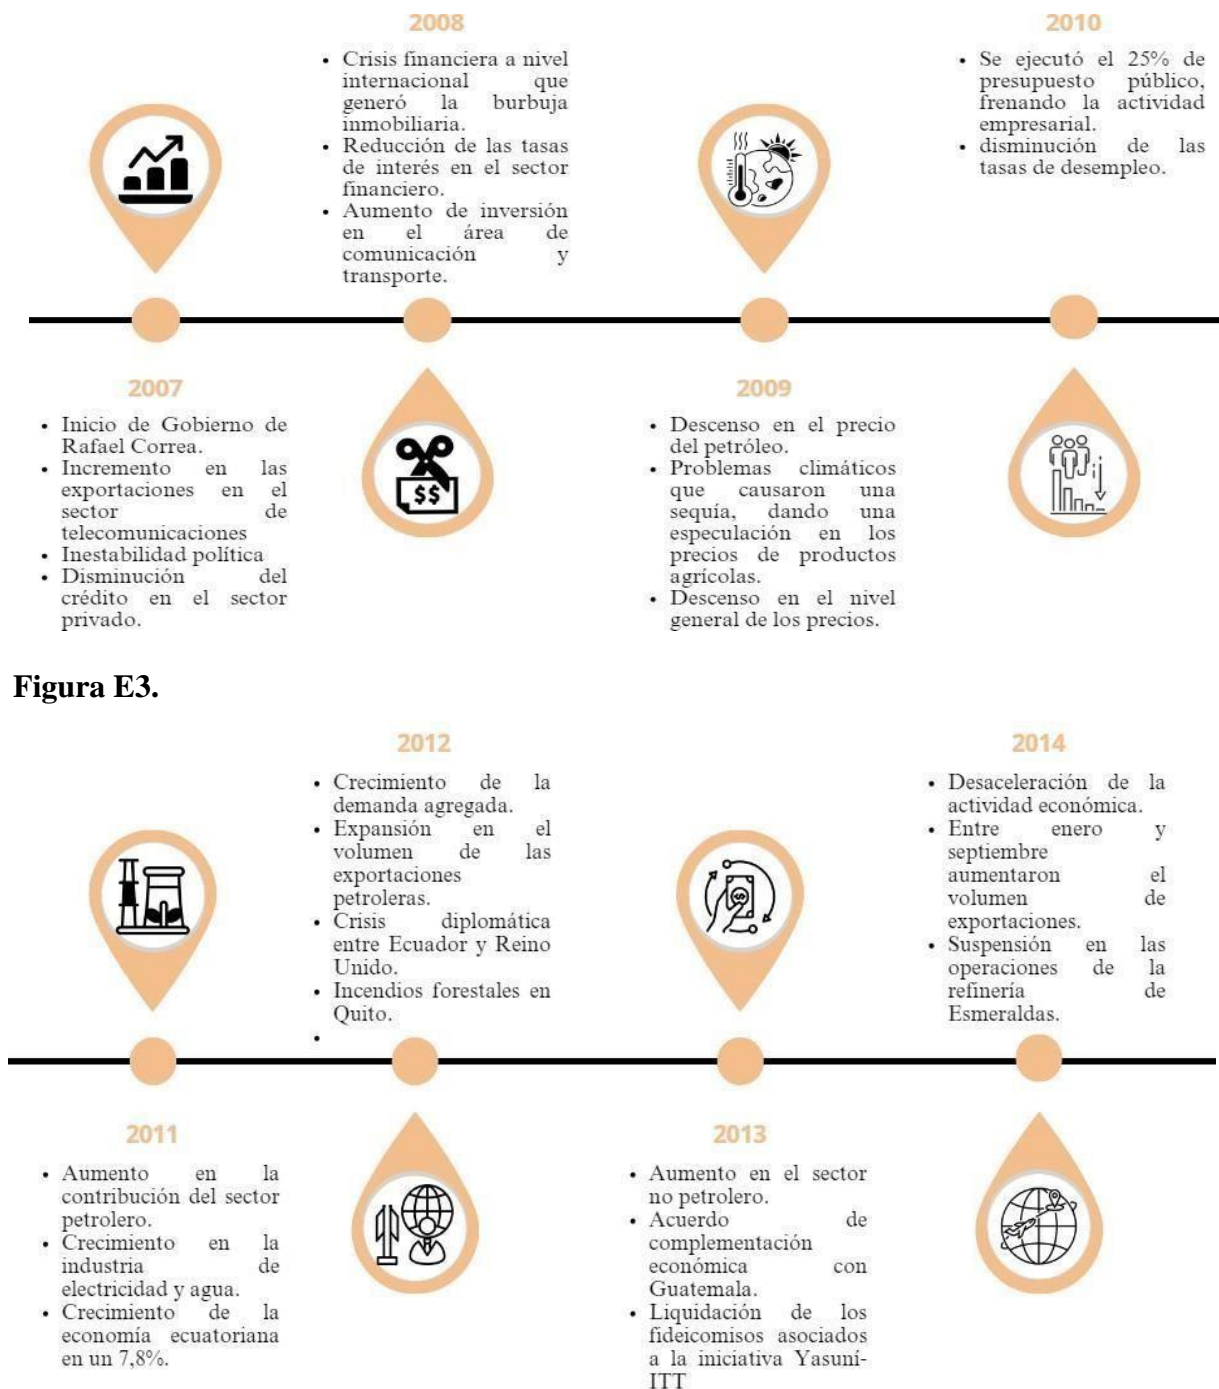 2008
• Crisis financiera a nivel
internacional que
generó la burbuja
inmobiliaria.
• Reducción de las tasas
de interés en el sector
financiero.
• Aumento de inversión
en el área de
comunicación y
transporte.
2010
• Se ejecutó el 25% de
presupuesto público,
frenando la actividad
empresarial.
• disminución de las
tasas de desempleo.
2007
• Inicio de Gobierno de
Rafael Correa.
• Incremento en las
exportaciones en el
sector de
telecomunicaciones
• Inestabilidad política
• Disminución del
crédito en el sector
privado.
$$
2009
• Descenso en el precio
del petróleo.
• Problemas climáticos
que causaron una
sequía, dando una
especulación en los
precios de productos
agrícolas.
• Descenso en el nivel
general de los precios.
Figura E3.
2012
• Crecimiento de la
demanda agregada.
• Expansión en el
volumen de las
exportaciones
petroleras.
• Crisis diplomática
entre Ecuador y Reino
Unido.
• Incendios forestales en
Quito.
•
$
2014
• Desaceleración de la
actividad económica.
• Entre enero y
septiembre
aumentaron el
volumen de
exportaciones.
• Suspensión en las
operaciones de la
refinería de
Esmeraldas.
2011
• Aumento en la
contribución del sector
petrolero.
• Crecimiento en la
industria de
electricidad y agua.
• Crecimiento de la
economía ecuatoriana
en un 7,8%.
2013
• Aumento en el sector
no petrolero.
• Acuerdo de
complementación
económica con
Guatemala.
• Liquidación de los
fideicomisos asociados
a la iniciativa Yasuní-
ITT